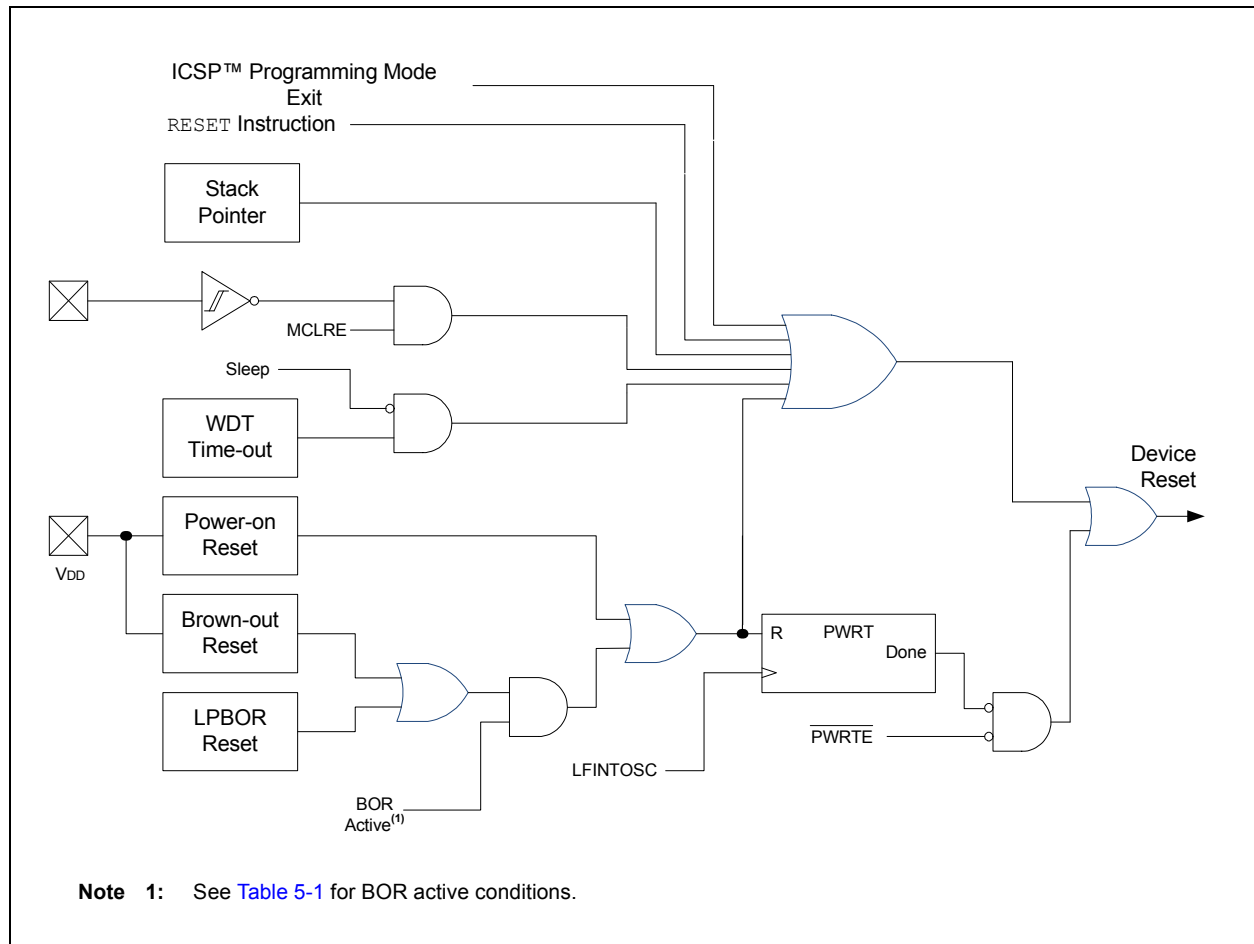 ICSP™ Programming Mode
Exit
RESET Instruction
Stack
Pointer
MCLRE
Sleep
WDT
Time-out
Device
Reset
Power-on
Reset
VDD
Brown-out
Reset
R PWRT
Done
LPBOR
Reset
PWRTE
LFINTOSC
BOR
Active(1)
Note 1: See Table 5-1 for BOR active conditions.